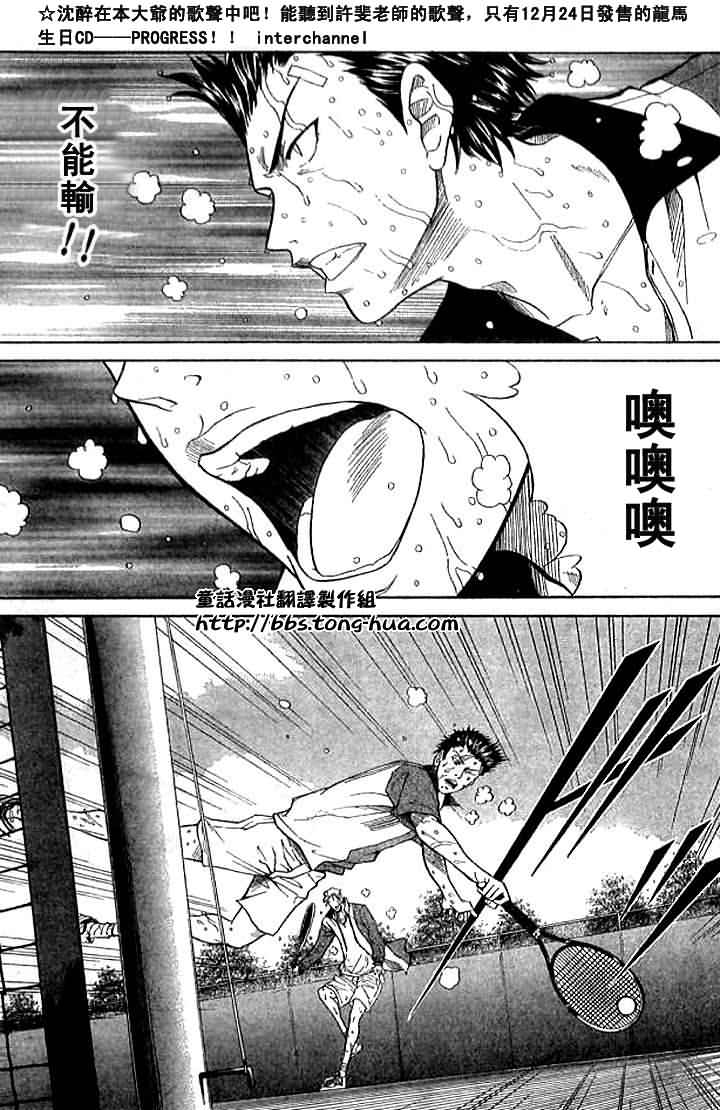 ☆沈醉在本大爺的歌聲中吧！能聽到許斐老師的歌聲，只有12月24日發售的龍馬
生日CD——PROGRESS！！ interchannel
不能輸!!
噢噢噢
童話漫社翻譯製作組
http://bbs.tong-hua.com